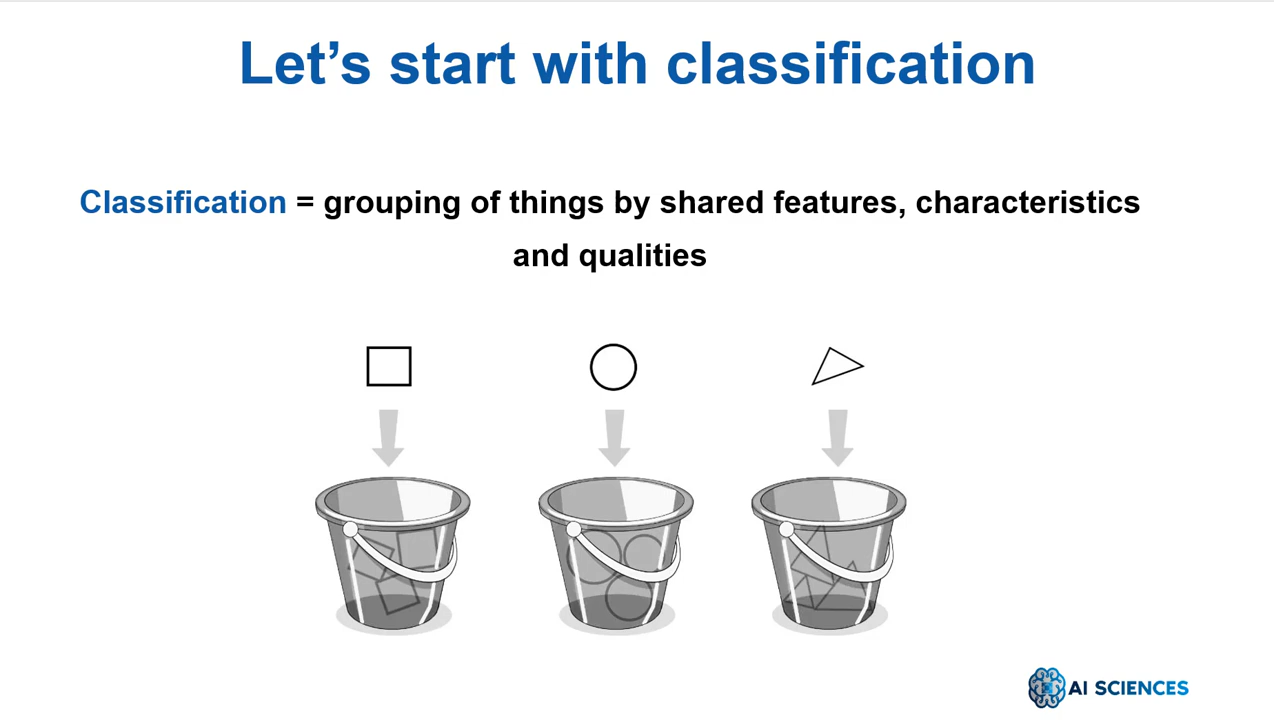 Let’s start with classification
Classification = grouping of things by shared features, characteristics
and qualities
AI SCIENCES